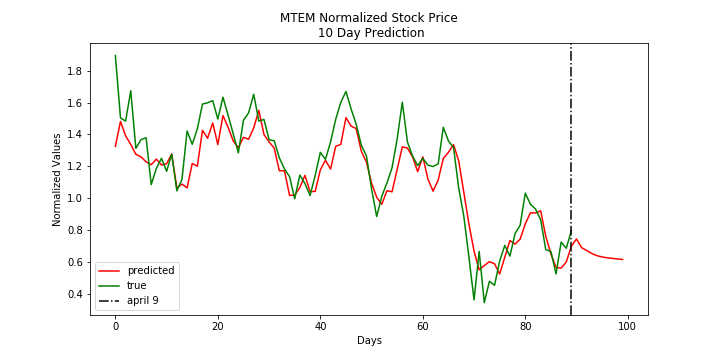 MTEM Normalized Stock Price
10 Day Prediction
Normalized Values
1.8
1.6
1.4
1.2
1.0
0.8
0.6
0.4
predicted
true
april 9
0 20 40 60 80 100
Days